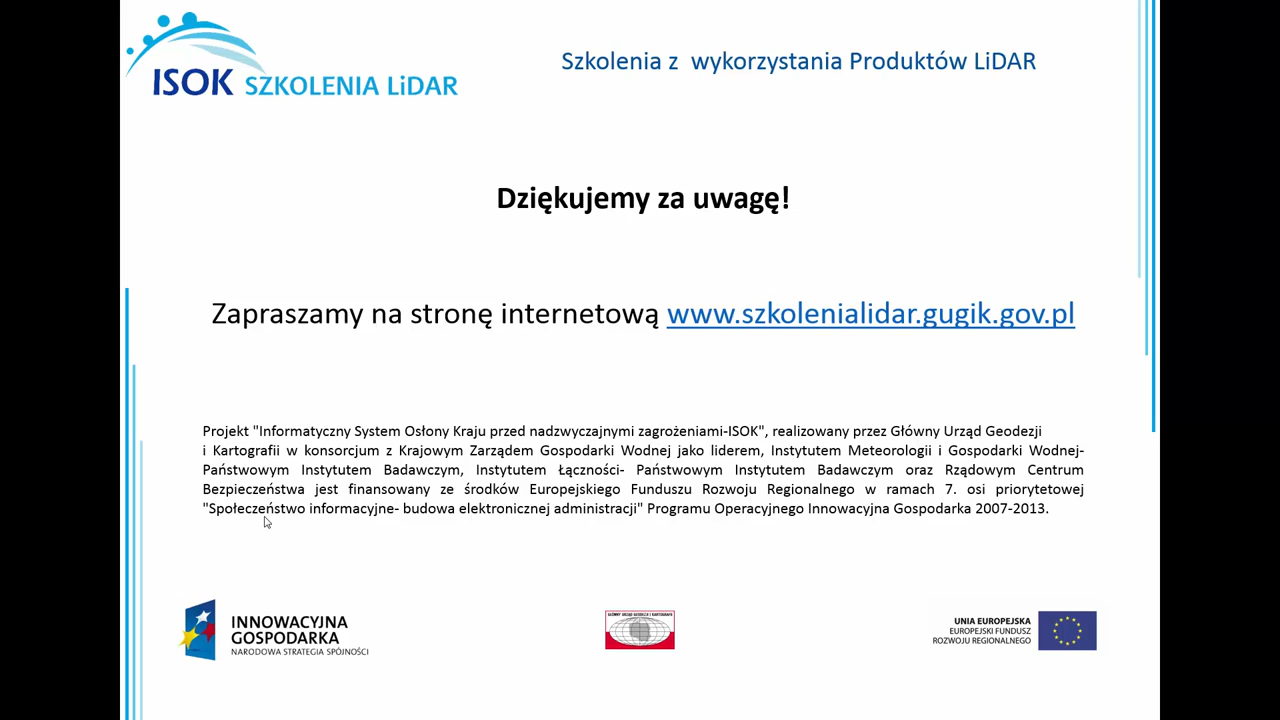 ISOK SZKOLENIA LiDAR
Szkolenia z wykorzystania Produktów LiDAR
Dziękujemy za uwagę!
Zapraszamy na stronę internetową www.szkolenialidar.gugik.gov.pl
Projekt "Informatyczny System Osłony Kraju przed nadzwyczajnymi zagrożeniami-ISOK", realizowany przez Główny Urząd Geodezji
i Kartografii w konsorcjum z Krajowym Zarządem Gospodarki Wodnej jako liderem, Instytutem Meteorologii i Gospodarki Wodnej-
Państwowym Instytutem Badawczym, Instytutem Łączności- Państwowym Instytutem Badawczym oraz Rządowym Centrum
Bezpieczeństwa jest finansowany ze środków Europejskiego Funduszu Rozwoju Regionalnego w ramach 7. osi priorytetowej
"Społeczeństwo informacyjne- budowa elektronicznej administracji" Programu Operacyjnego Innowacyjna Gospodarka 2007-2013.
INNOWACYJNA
GOSPODARKA
NARODOWA STRATEGIA SPÓJNOŚCI
GŁÓWNY URZĄD GEODEZJI I KARTOGRAFII
UNIA EUROPEJSKA
EUROPEJSKI FUNDUSZ
ROZWOJU REGIONALNEGO